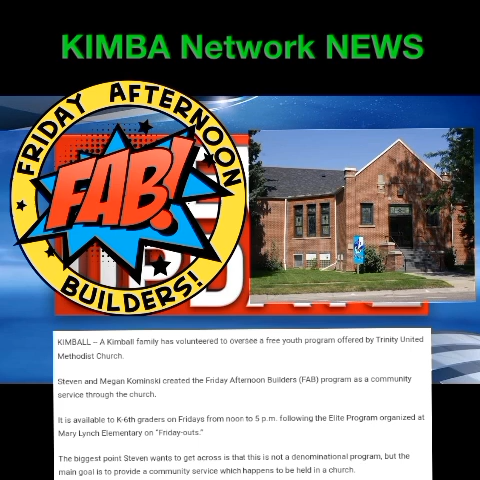 KIMBA Network NEWS
FRIDAY AFTERNOON
FAB!
BUILDERS!
KIMBALL – A Kimball family has volunteered to oversee a free youth program offered by Trinity United
Methodist Church.
Steven and Megan Kominski created the Friday Afternoon Builders (FAB) program as a community
service through the church.
It is available to K-6th graders on Fridays from noon to 5 p.m. following the Elite Program organized at
Mary Lynch Elementary on "Friday-outs."
The biggest point Steven wants to get across is that this is not a denominational program, but the
main goal is to provide a community service which happens to be held in a church.